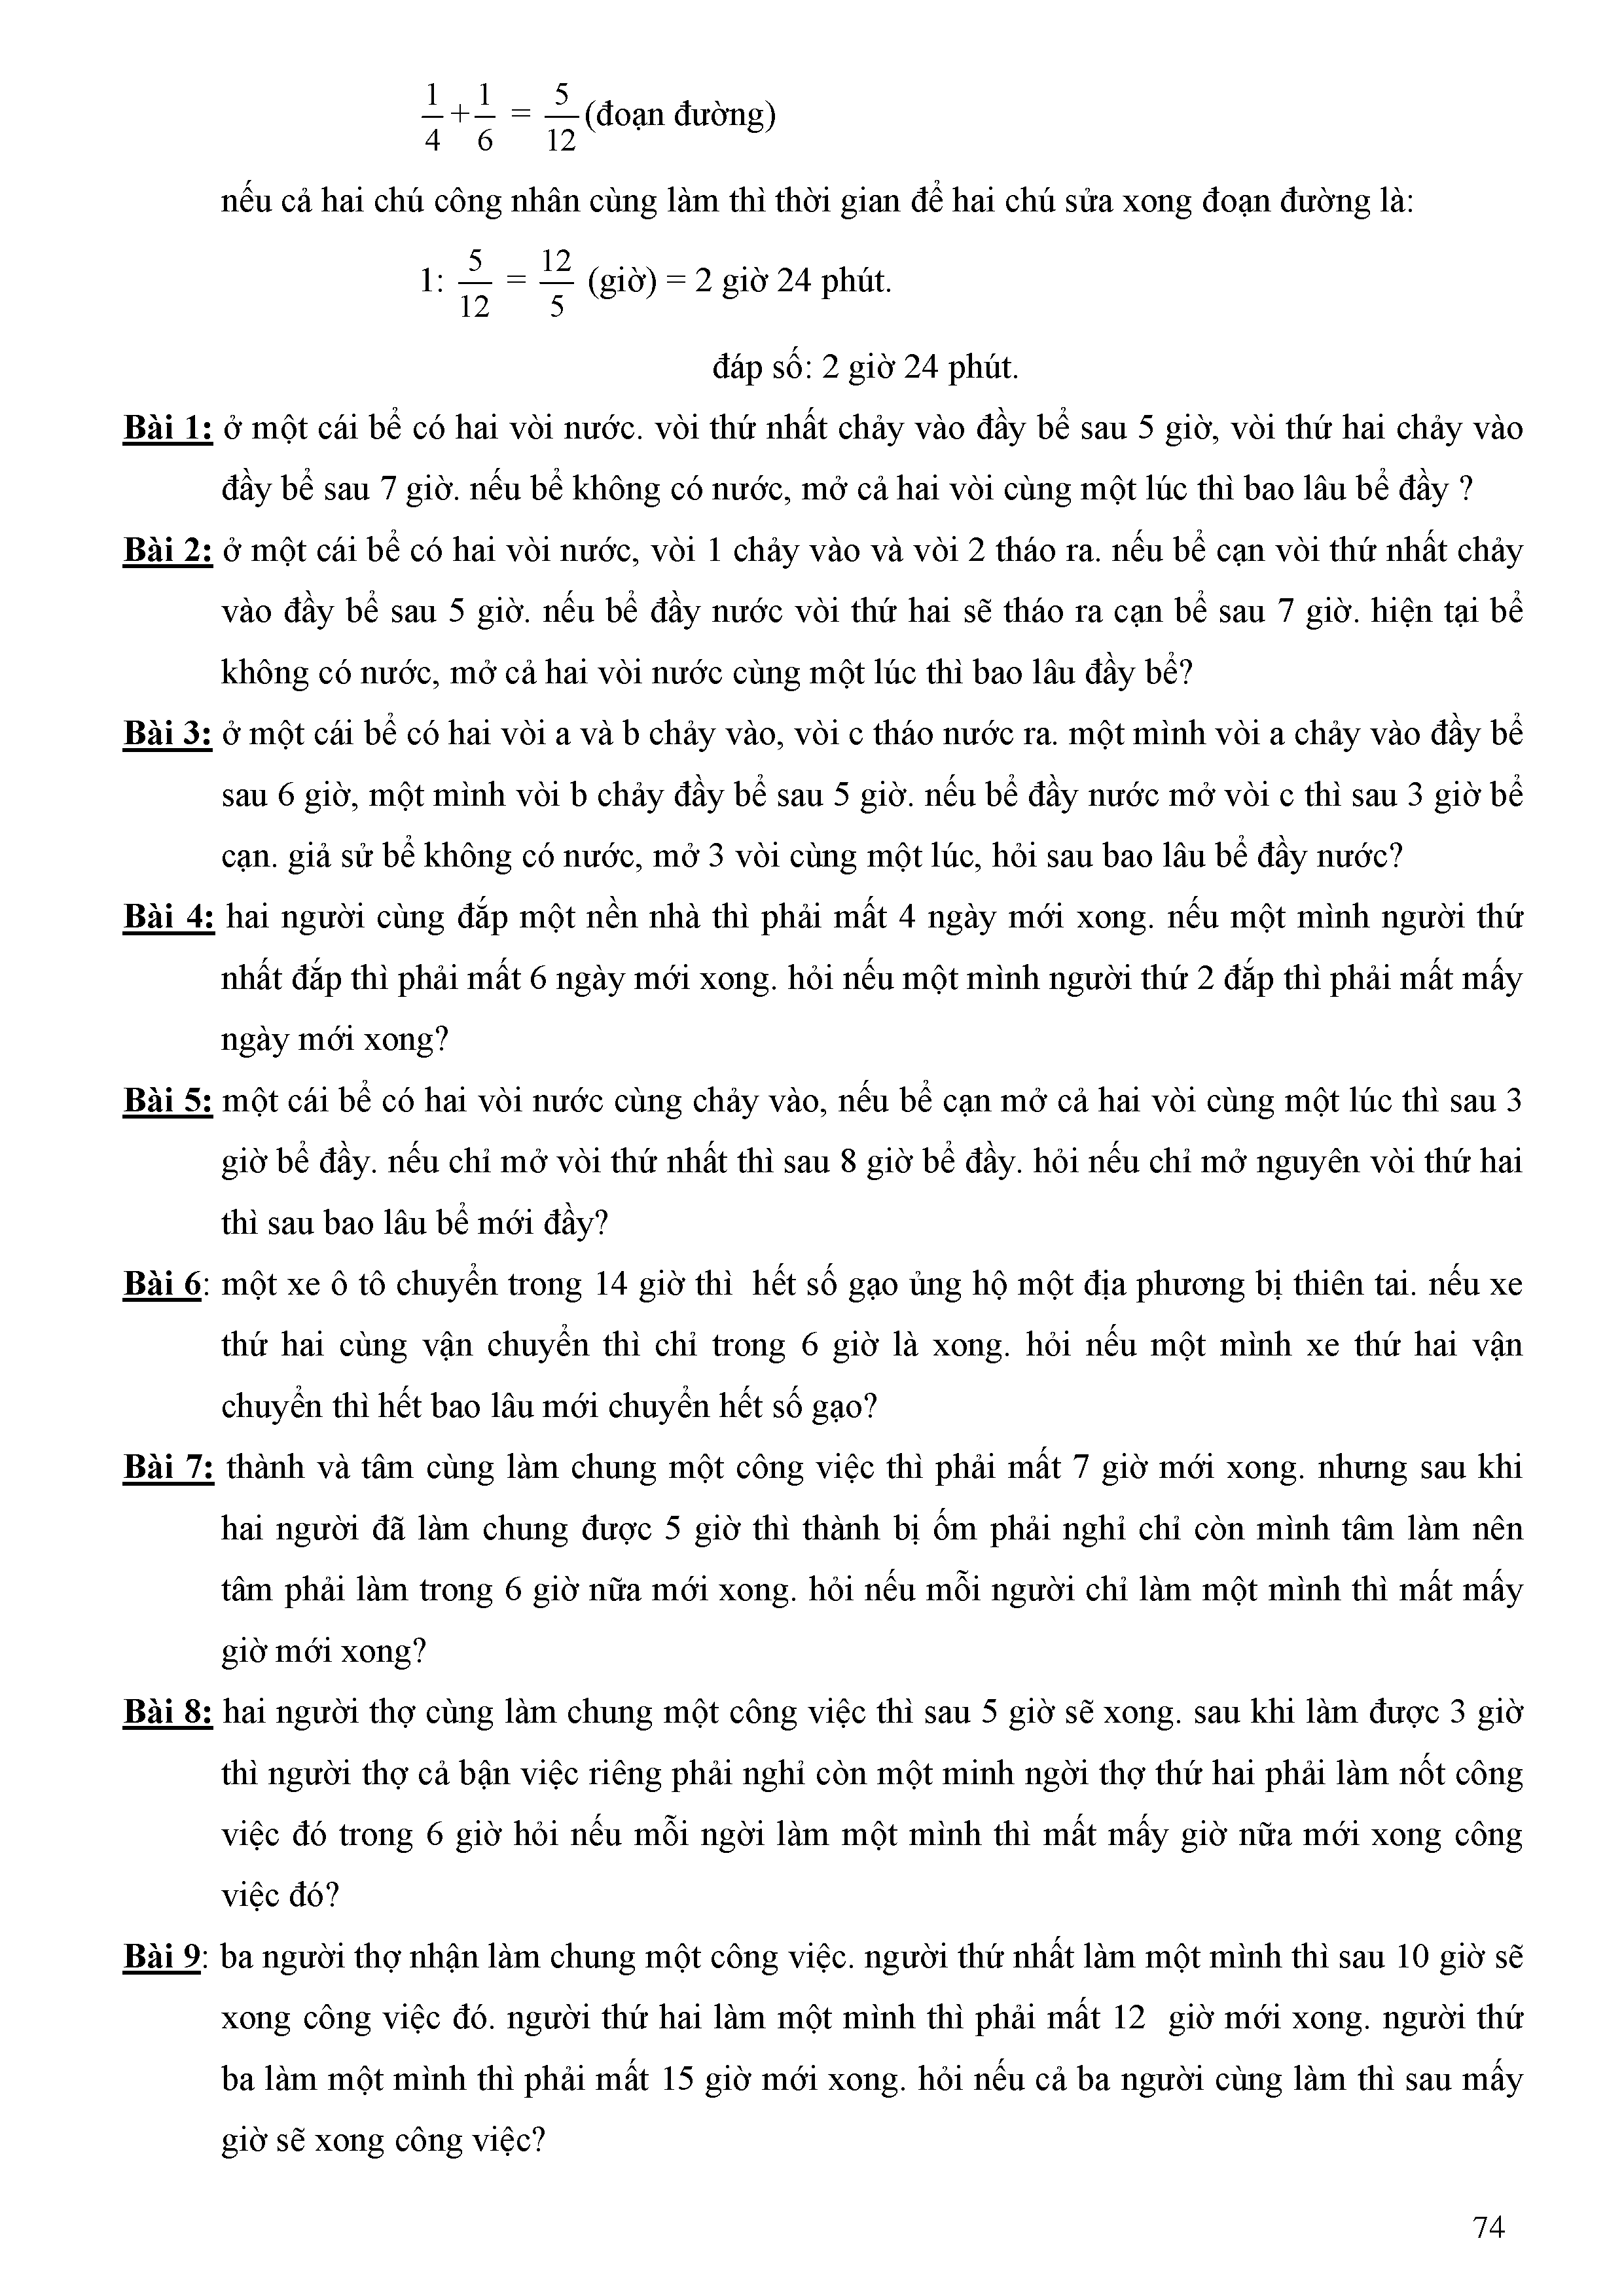 1/4 + 1/6 = 5/12 (đoạn đường)
nếu cả hai chú công nhân cùng làm thì thời gian để hai chú sửa xong đoạn đường là:
1: 5/12 = 12/5 (giờ) = 2 giờ 24 phút.
đáp số: 2 giờ 24 phút.
Bài 1: ở một cái bể có hai vòi nước. vòi thứ nhất chảy vào đầy bể sau 5 giờ, vòi thứ hai chảy vào
đầy bể sau 7 giờ. nếu bể không có nước, mở cả hai vòi cùng một lúc thì bao lâu bể đầy ?
Bài 2: ở một cái bể có hai vòi nước, vòi 1 chảy vào và vòi 2 tháo ra. nếu bể cạn vòi thứ nhất chảy
vào đầy bể sau 5 giờ. nếu bể đầy nước vòi thứ hai sẽ tháo ra cạn bể sau 7 giờ. hiện tại bể
không có nước, mở cả hai vòi nước cùng một lúc thì bao lâu đầy bể?
Bài 3: ở một cái bể có hai vòi a và b chảy vào, vòi c tháo nước ra. một mình vòi a chảy vào đầy bể
sau 6 giờ, một mình vòi b chảy đầy bể sau 5 giờ. nếu bể đầy nước mở vòi c thì sau 3 giờ bể
cạn. giả sử bể không có nước, mở 3 vòi cùng một lúc, hỏi sau bao lâu bể đầy nước?
Bài 4: hai người cùng đắp một nền nhà thì phải mất 4 ngày mới xong. nếu một mình người thứ
nhất đắp thì phải mất 6 ngày mới xong. hỏi nếu một mình người thứ 2 đắp thì phải mất mấy
ngày mới xong?
Bài 5: một cái bể có hai vòi nước cùng chảy vào, nếu bể cạn mở cả hai vòi cùng một lúc thì sau 3
giờ bể đầy. nếu chỉ mở vòi thứ nhất thì sau 8 giờ bể đầy. hỏi nếu chỉ mở nguyên vòi thứ hai
thì sau bao lâu bể mới đầy?
Bài 6: một xe ô tô chuyển trong 14 giờ thì hết số gạo ủng hộ một địa phương bị thiên tai. nếu xe
thứ hai cùng vận chuyển thì chỉ trong 6 giờ là xong. hỏi nếu một mình xe thứ hai vận
chuyển thì hết bao lâu mới chuyển hết số gạo?
Bài 7: thành và tâm cùng làm chung một công việc thì phải mất 7 giờ mới xong. nhưng sau khi
hai người đã làm chung được 5 giờ thì thành bị ốm phải nghỉ chỉ còn mình tâm làm nên
tâm phải làm trong 6 giờ nữa mới xong. hỏi nếu mỗi người chỉ làm một mình thì mất mấy
giờ mới xong?
Bài 8: hai người thợ cùng làm chung một công việc thì sau 5 giờ sẽ xong. sau khi làm được 3 giờ
thì người thợ cả bận việc riêng phải nghỉ còn một minh ngời thợ thứ hai phải làm nốt công
việc đó trong 6 giờ hỏi nếu mỗi ngời làm một mình thì mất mấy giờ nữa mới xong công
việc đó?
Bài 9: ba người thợ nhận làm chung một công việc. người thứ nhất làm một mình thì sau 10 giờ sẽ
xong công việc đó. người thứ hai làm một mình thì phải mất 12 giờ mới xong. người thứ
ba làm một mình thì phải mất 15 giờ mới xong. hỏi nếu cả ba người cùng làm thì sau mấy
giờ sẽ xong công việc?
74